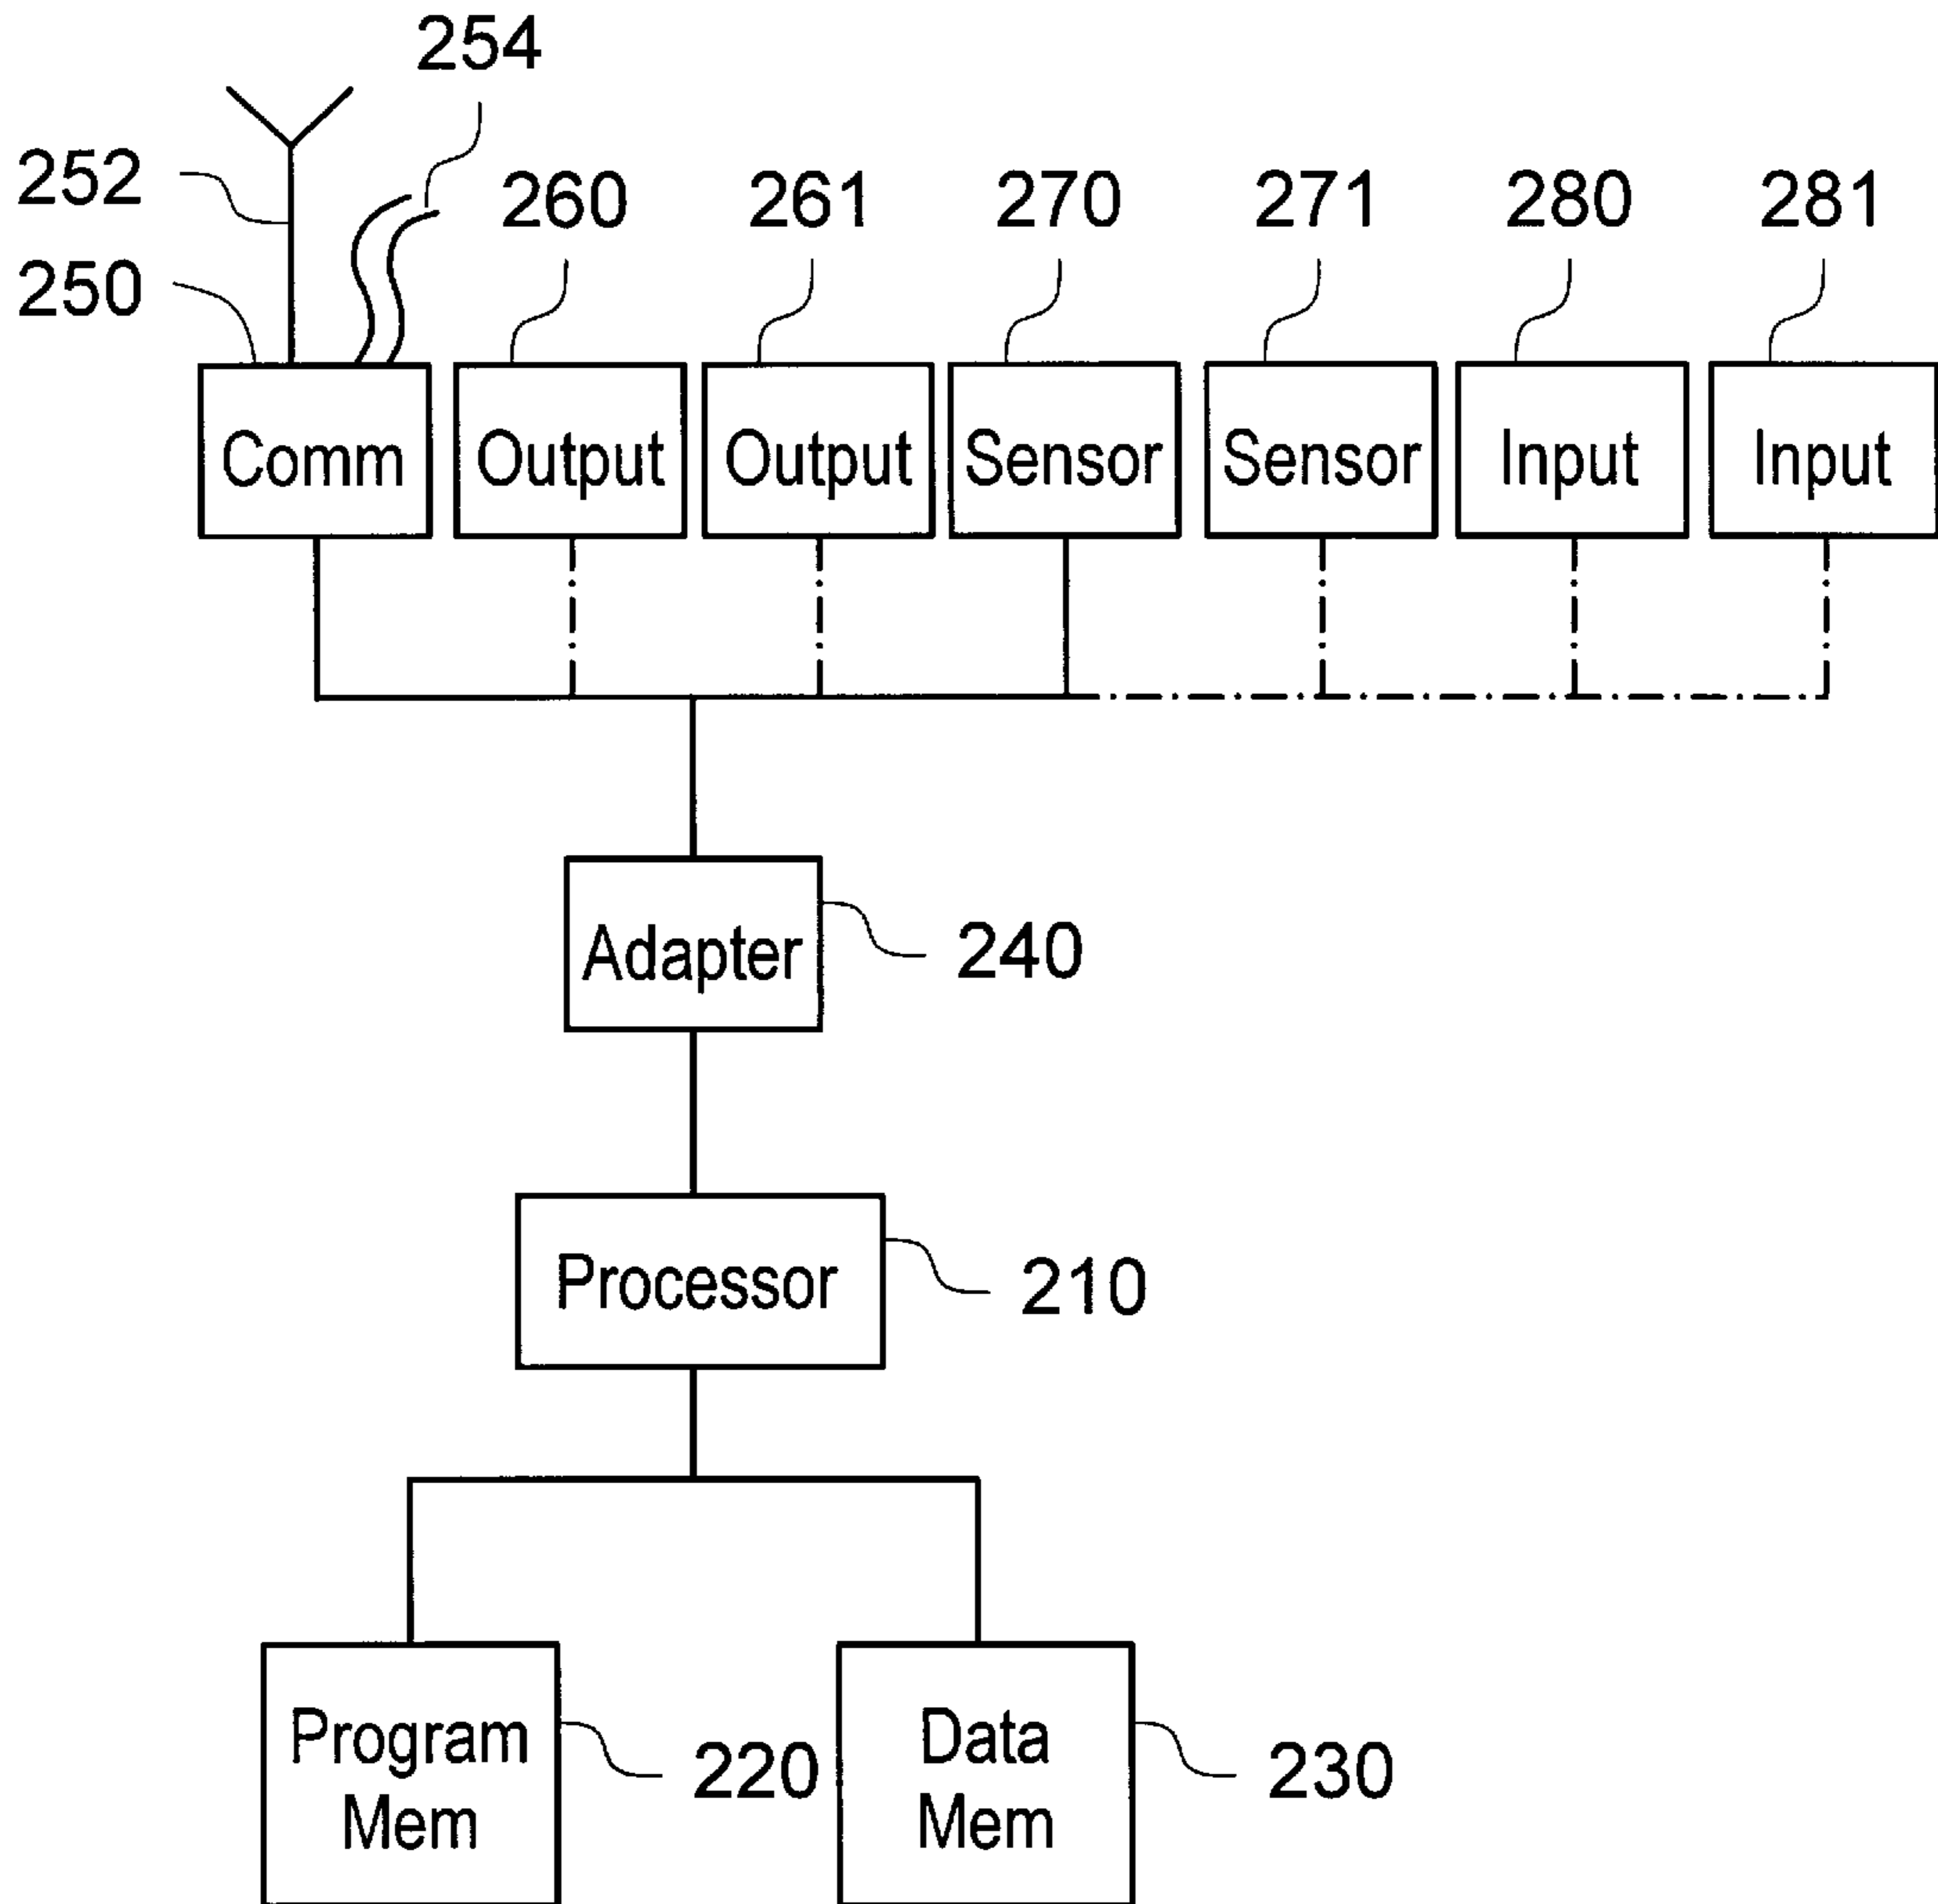 254
252
260
261
270
271
280
281
250
Comm
Output
Output
Sensor
Sensor
Input
Input
Adapter
240
Processor
210
Program
Mem
220
Data
Mem
230